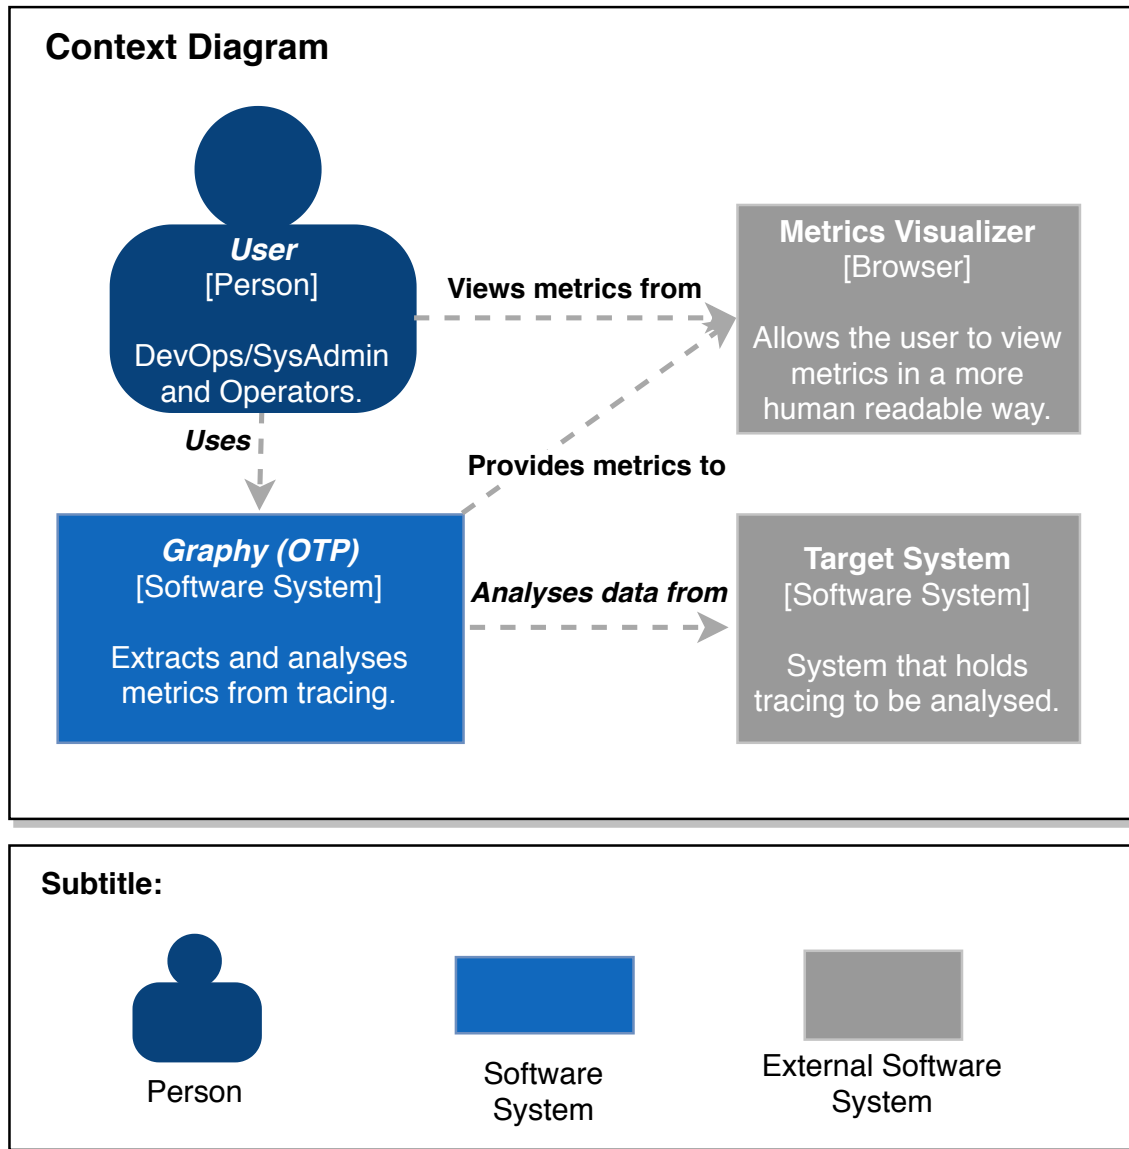 Context Diagram
User
[Person]
DevOps/SysAdmin
and Operators.
Views metrics from
Metrics Visualizer
[Browser]
Allows the user to view
metrics in a more
human readable way.
Uses
Provides metrics to
Graphy (OTP)
[Software System]
Extracts and analyses
metrics from tracing.
Analyses data from
Target System
[Software System]
System that holds
tracing to be analysed.
Subtitle:
Person
Software
System
External Software
System